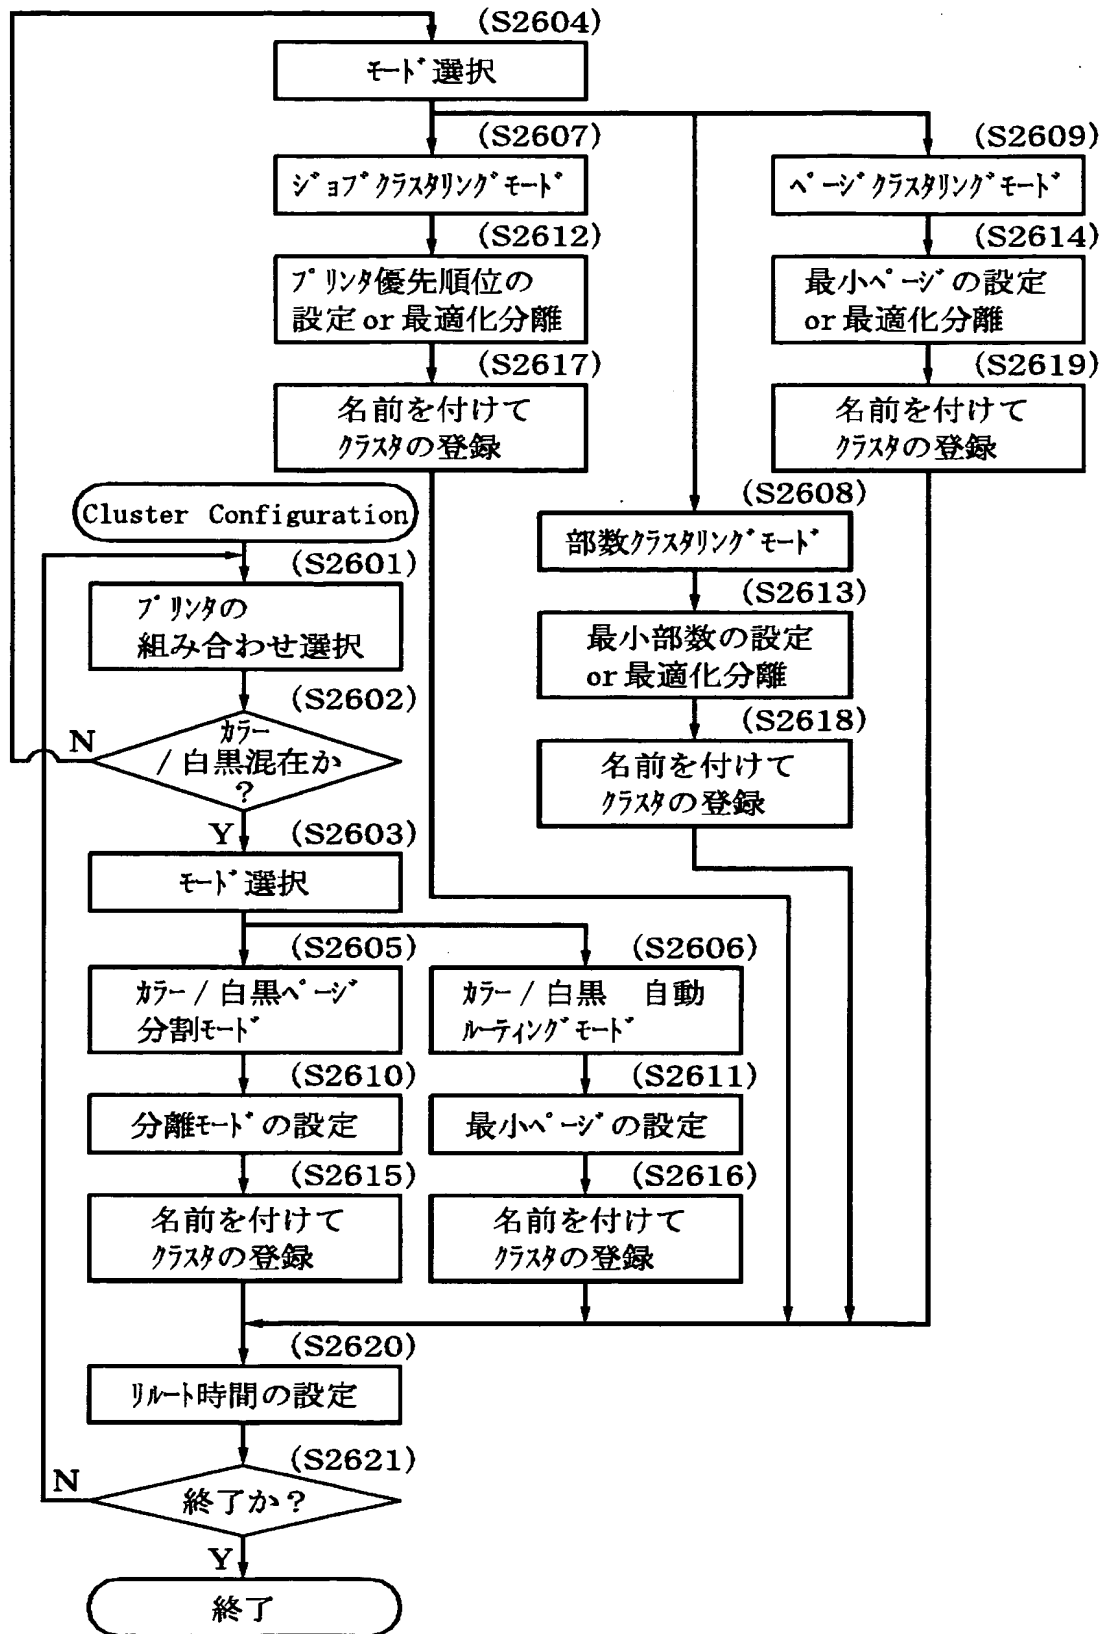 (S2604)
モード選択
(S2607)
ジョブクラスタリングモード
(S2609)
ページクラスタリングモード
(S2612)
プリンタ優先順位の
設定or最適化分離
(S2614)
最小ページの設定
or最適化分離
(S2617)
名前を付けて
クラスタの登録
(S2619)
名前を付けて
クラスタの登録
(S2608)
部数クラスタリングモード
(S2613)
最小部数の設定
or最適化分離
(S2618)
名前を付けて
クラスタの登録
Cluster Configuration
(S2601)
プリンタの
組み合わせ選択
(S2602)
カラー
/白黒混在か
?
N
Y
(S2603)
モード選択
(S2605)
カラー/白黒ページ
分割モード
(S2606)
カラー/白黒 自動
ルーティングモード
(S2610)
分離モードの設定
(S2611)
最小ページの設定
(S2615)
名前を付けて
クラスタの登録
(S2616)
名前を付けて
クラスタの登録
(S2620)
リルート時間の設定
(S2621)
終了か?
N
Y
終了